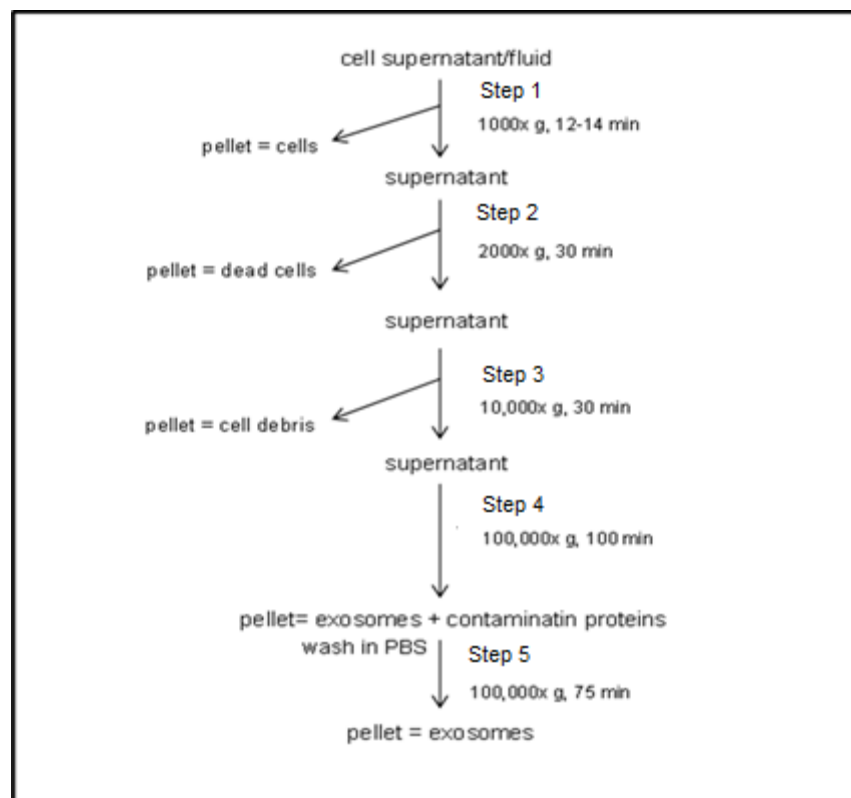 cell supernatant/fluid
Step 1
1000x g, 12-14 min
pellet = cells
supernatant
Step 2
2000x g, 30 min
pellet = dead cells
supernatant
Step 3
10,000x g, 30 min
pellet = cell debris
supernatant
Step 4
100,000x g, 100 min
pellet= exosomes + contaminatin proteins
wash in PBS
Step 5
100,000x g, 75 min
pellet = exosomes